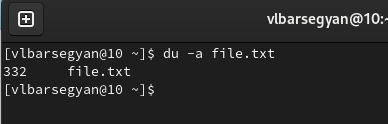 vlbarsegyan@10:
[vlbarsegyan@10 ~]$ du -a file.txt
332     file.txt
[vlbarsegyan@10 ~]$